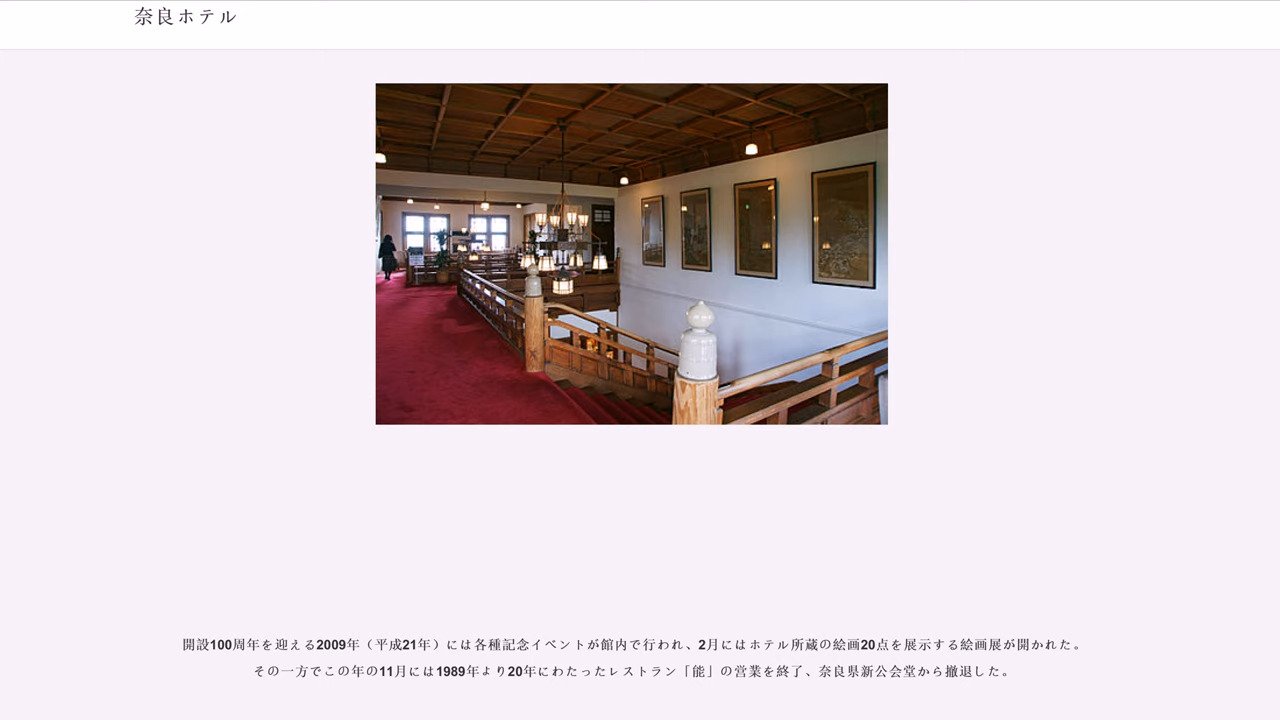 奈良ホテル
開設100周年を迎える2009年（平成21年）には各種記念イベントが館内で行われ、2月にはホテル所蔵の絵画20点を展示する絵画展が開かれた。
その一方でこの年の11月には1989年より20年にわたったレストラン「能」の営業を終了、奈良県新公会堂から撤退した。